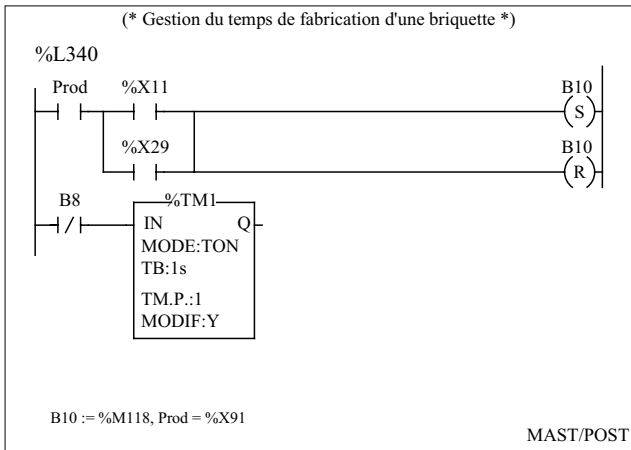 (* Gestion du temps de fabrication d'une briquette *)
%L340
Prod %X11 B10
S
%X29 B10
R
B8 %TM1
IN Q
MODE:TON
TB:1s
TM.P.:1
MODIF:Y
B10 := %M118, Prod = %X91
MAST/POST